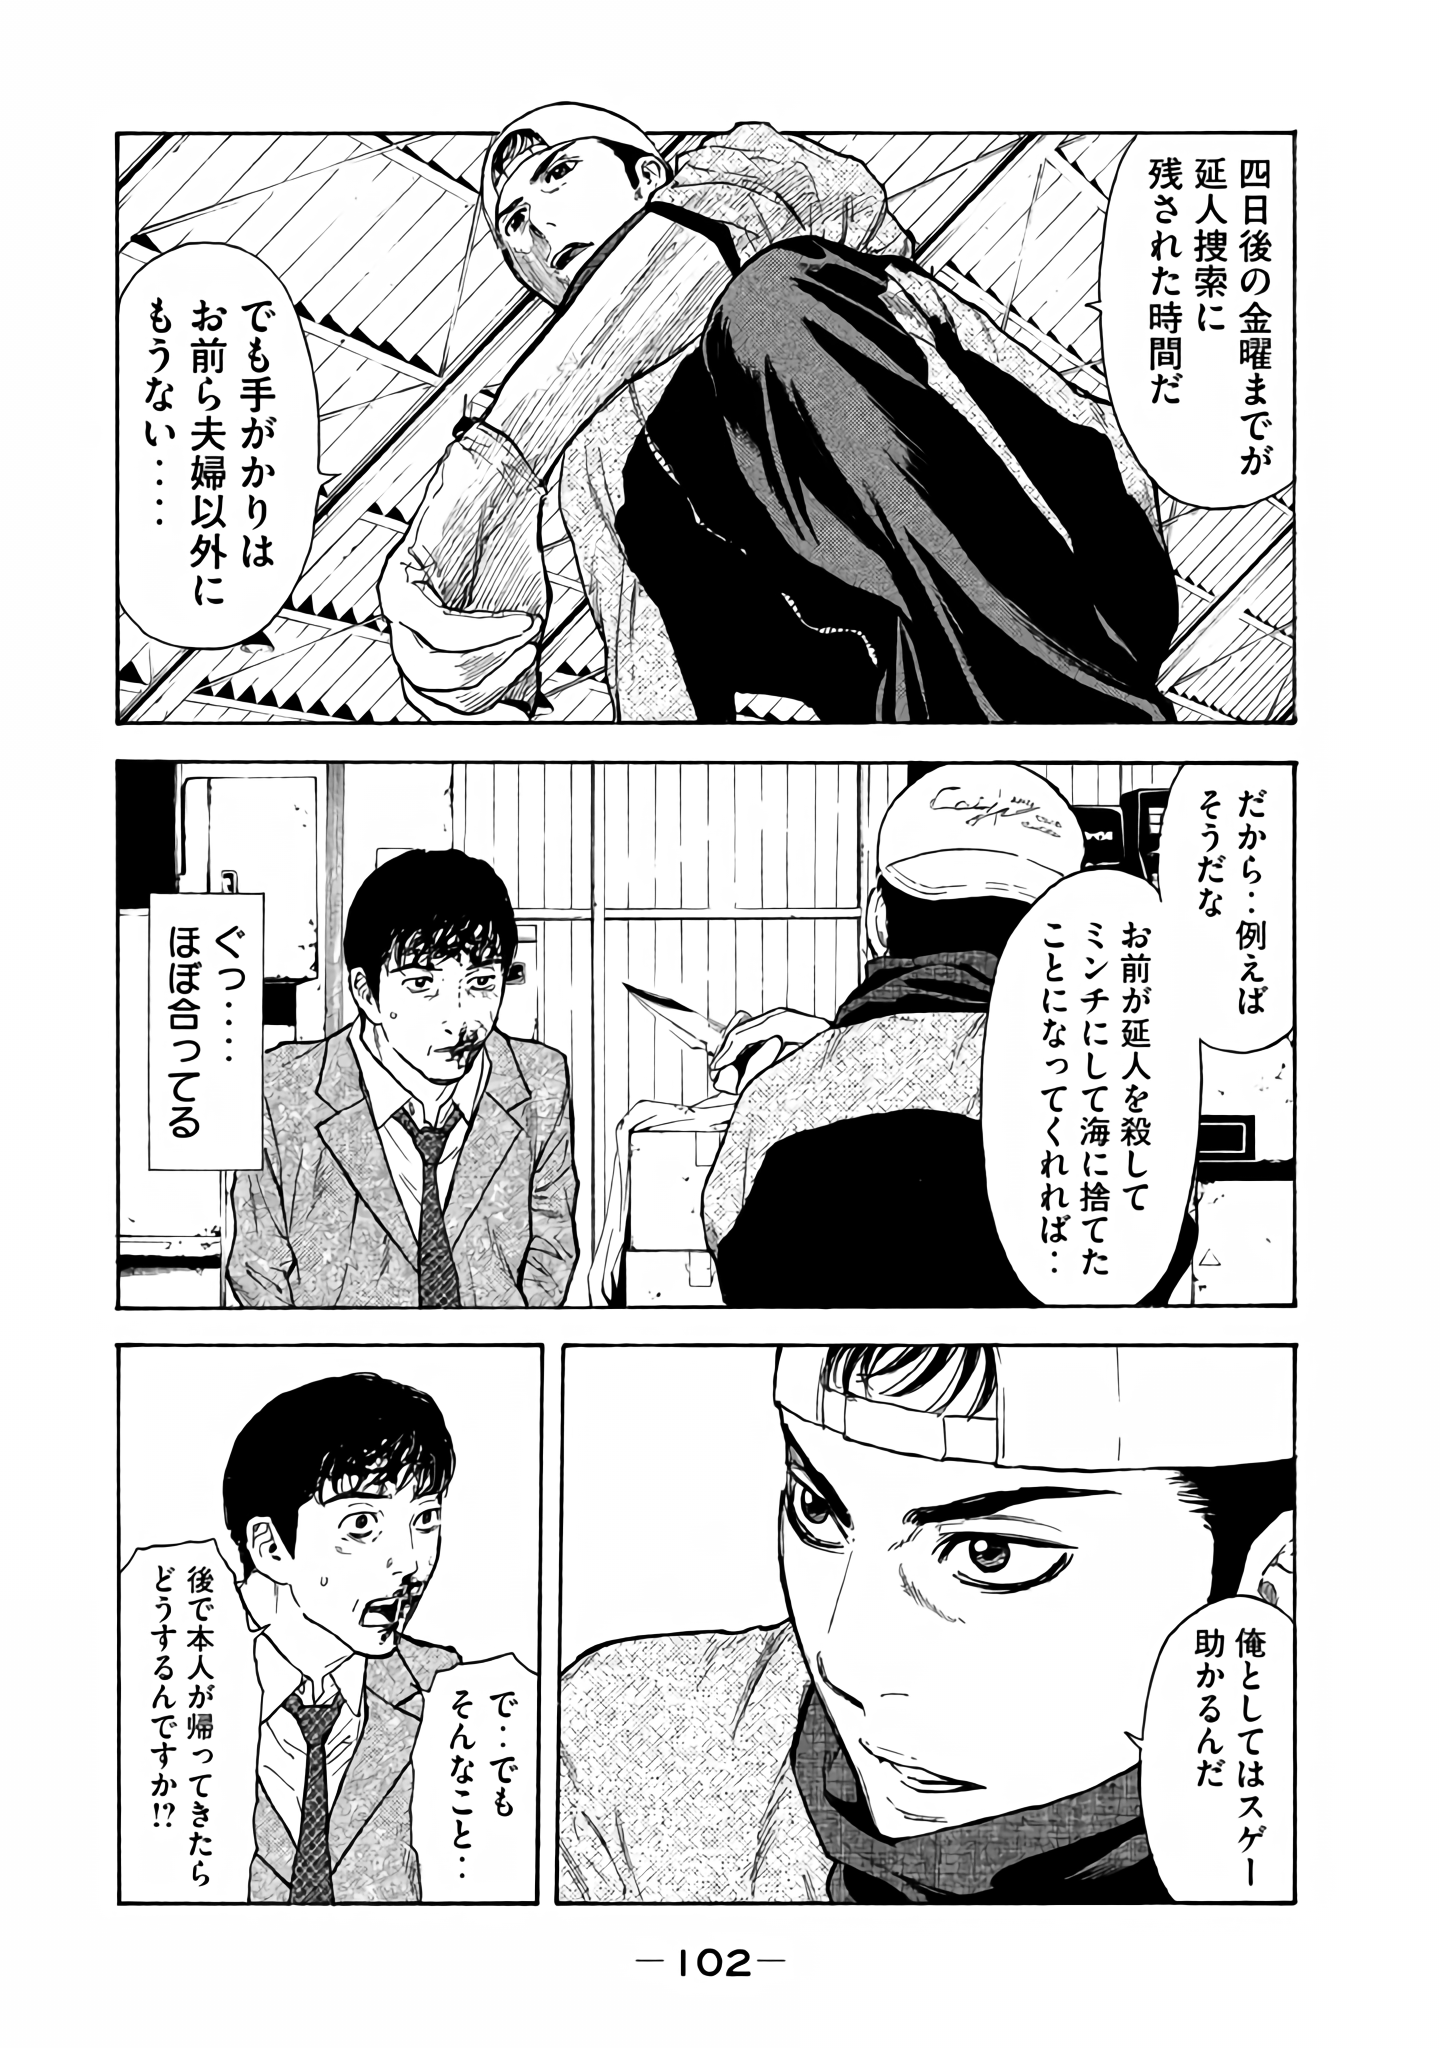 四日後の金曜までが
延人捜索に
残された時間だ
でも手がかりは
お前ら夫婦以外に
もうない‥‥
だから‥例えば
そうだな
お前が延人を殺して
ミンチにして海に捨てた
ことになってくれれば‥
ぐっ‥‥
ほぼ合ってる
俺としてはスゲー
助かるんだ
で‥でも
そんなこと‥
後で本人が帰ってきたら
どうするんですか!?
—102—